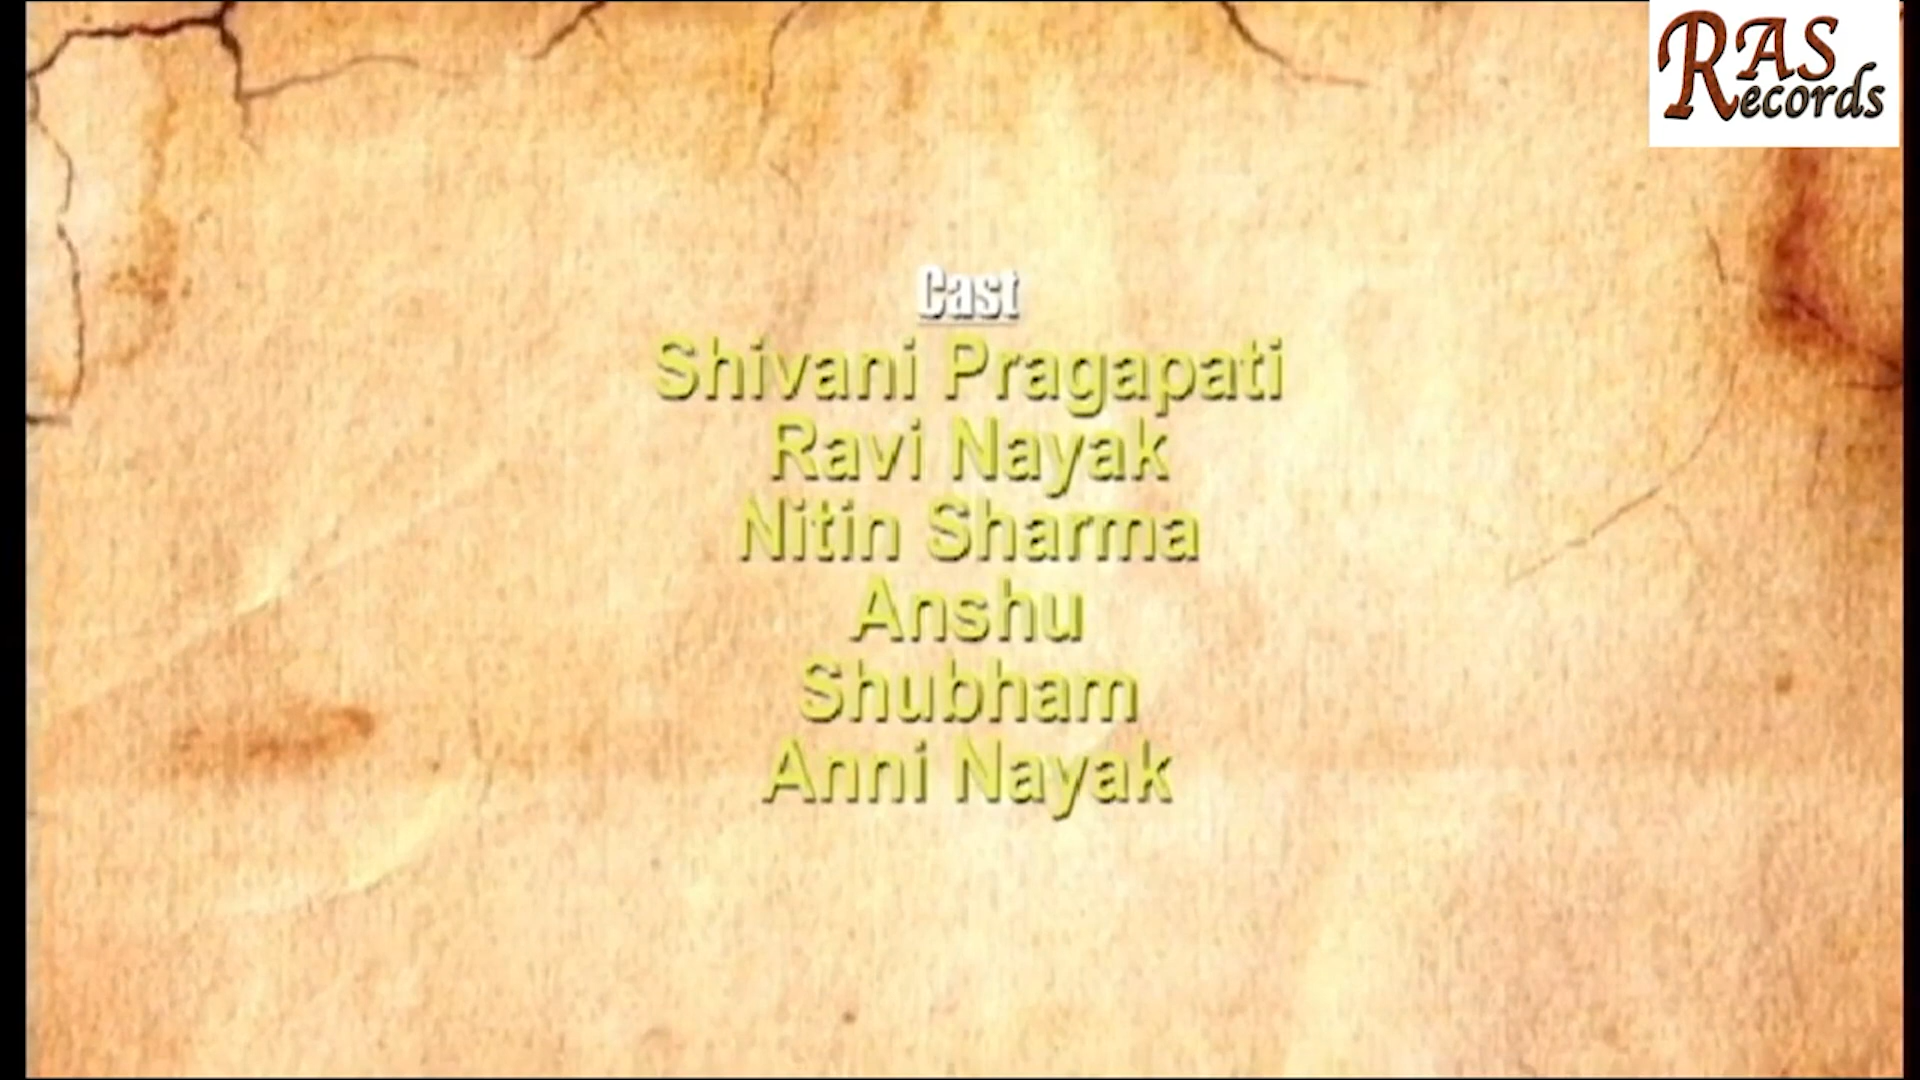 RAS
Records
Cast
Shivani Pragapati
Ravi Nayak
Nitin Sharma
Anshu
Shubham
Anni Nayak